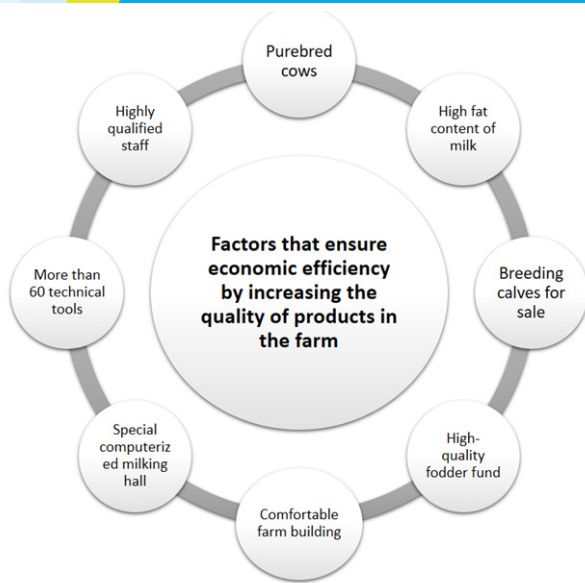 Purebred
cows
High fat
content of
milk
Breeding
calves for
sale
High-
quality
fodder fund
Comfortable
farm building
Special
computeriz
ed milking
hall
More than
60 technical
tools
Highly
qualified
staff
Factors that ensure
economic efficiency
by increasing the
quality of products in
the farm